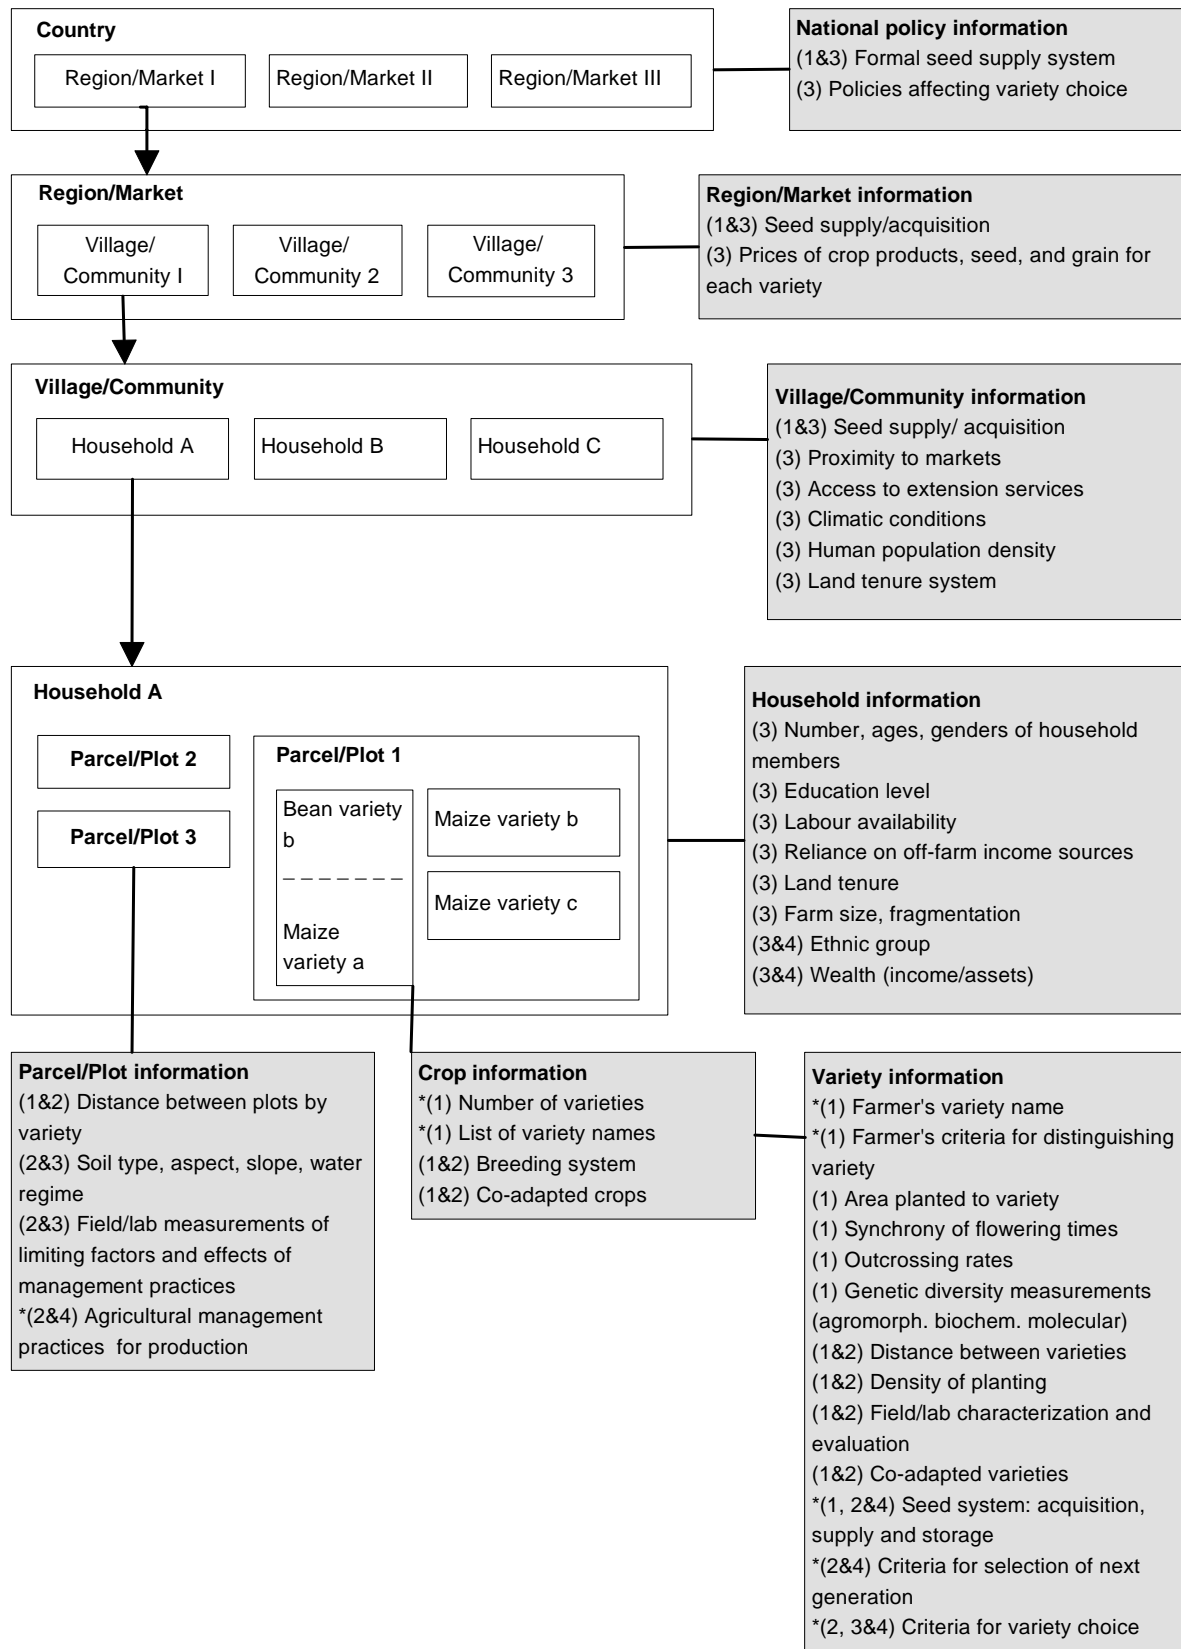 Country
Region/Market I
Region/Market II
Region/Market III
National policy information
(1&3) Formal seed supply system
(3) Policies affecting variety choice
Region/Market
Village/
Community I
Village/
Community 2
Village/
Community 3
Region/Market information
(1&3) Seed supply/acquisition
(3) Prices of crop products, seed, and grain for
each variety
Village/Community
Household A
Household B
Household C
Village/Community information
(1&3) Seed supply/ acquisition
(3) Proximity to markets
(3) Access to extension services
(3) Climatic conditions
(3) Human population density
(3) Land tenure system
Household A
Parcel/Plot 2
Parcel/Plot 3
Parcel/Plot 1
Bean variety
b
Maize
variety a
Maize variety b
Maize variety c
Household information
(3) Number, ages, genders of household
members
(3) Education level
(3) Labour availability
(3) Reliance on off-farm income sources
(3) Land tenure
(3) Farm size, fragmentation
(3&4) Ethnic group
(3&4) Wealth (income/assets)
Parcel/Plot information
(1&2) Distance between plots by
variety
(2&3) Soil type, aspect, slope, water
regime
(2&3) Field/lab measurements of
limiting factors and effects of
management practices
*(2&4) Agricultural management
practices for production
Crop information
*(1) Number of varieties
*(1) List of variety names
(1&2) Breeding system
(1&2) Co-adapted crops
Variety information
*(1) Farmer's variety name
*(1) Farmer's criteria for distinguishing
variety
(1) Area planted to variety
(1) Synchrony of flowering times
(1) Outcrossing rates
(1) Genetic diversity measurements
(agromorph. biochem. molecular)
(1&2) Distance between varieties
(1&2) Density of planting
(1&2) Field/lab characterization and
evaluation
(1&2) Co-adapted varieties
*(1, 2&4) Seed system: acquisition,
supply and storage
*(2&4) Criteria for selection of next
generation
*(2, 3&4) Criteria for variety choice